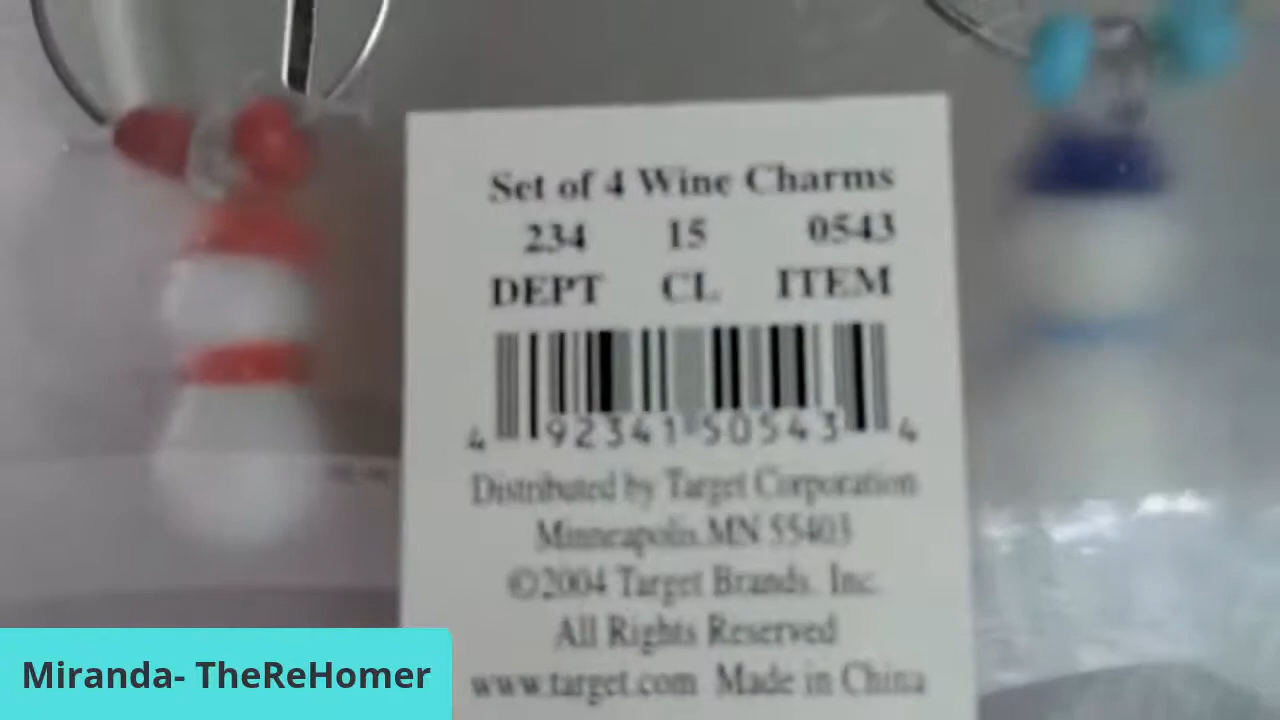 Set of 4 Wine Charms
234 15 0543
DEPT CL ITEM
4 92341 50543 4
Distributed by Target Corporation
Minneapolis.MN 55403
©2004 Target Brands. Inc.
All Rights Reserved
www.target.com Made in China
Miranda- TheReHomer